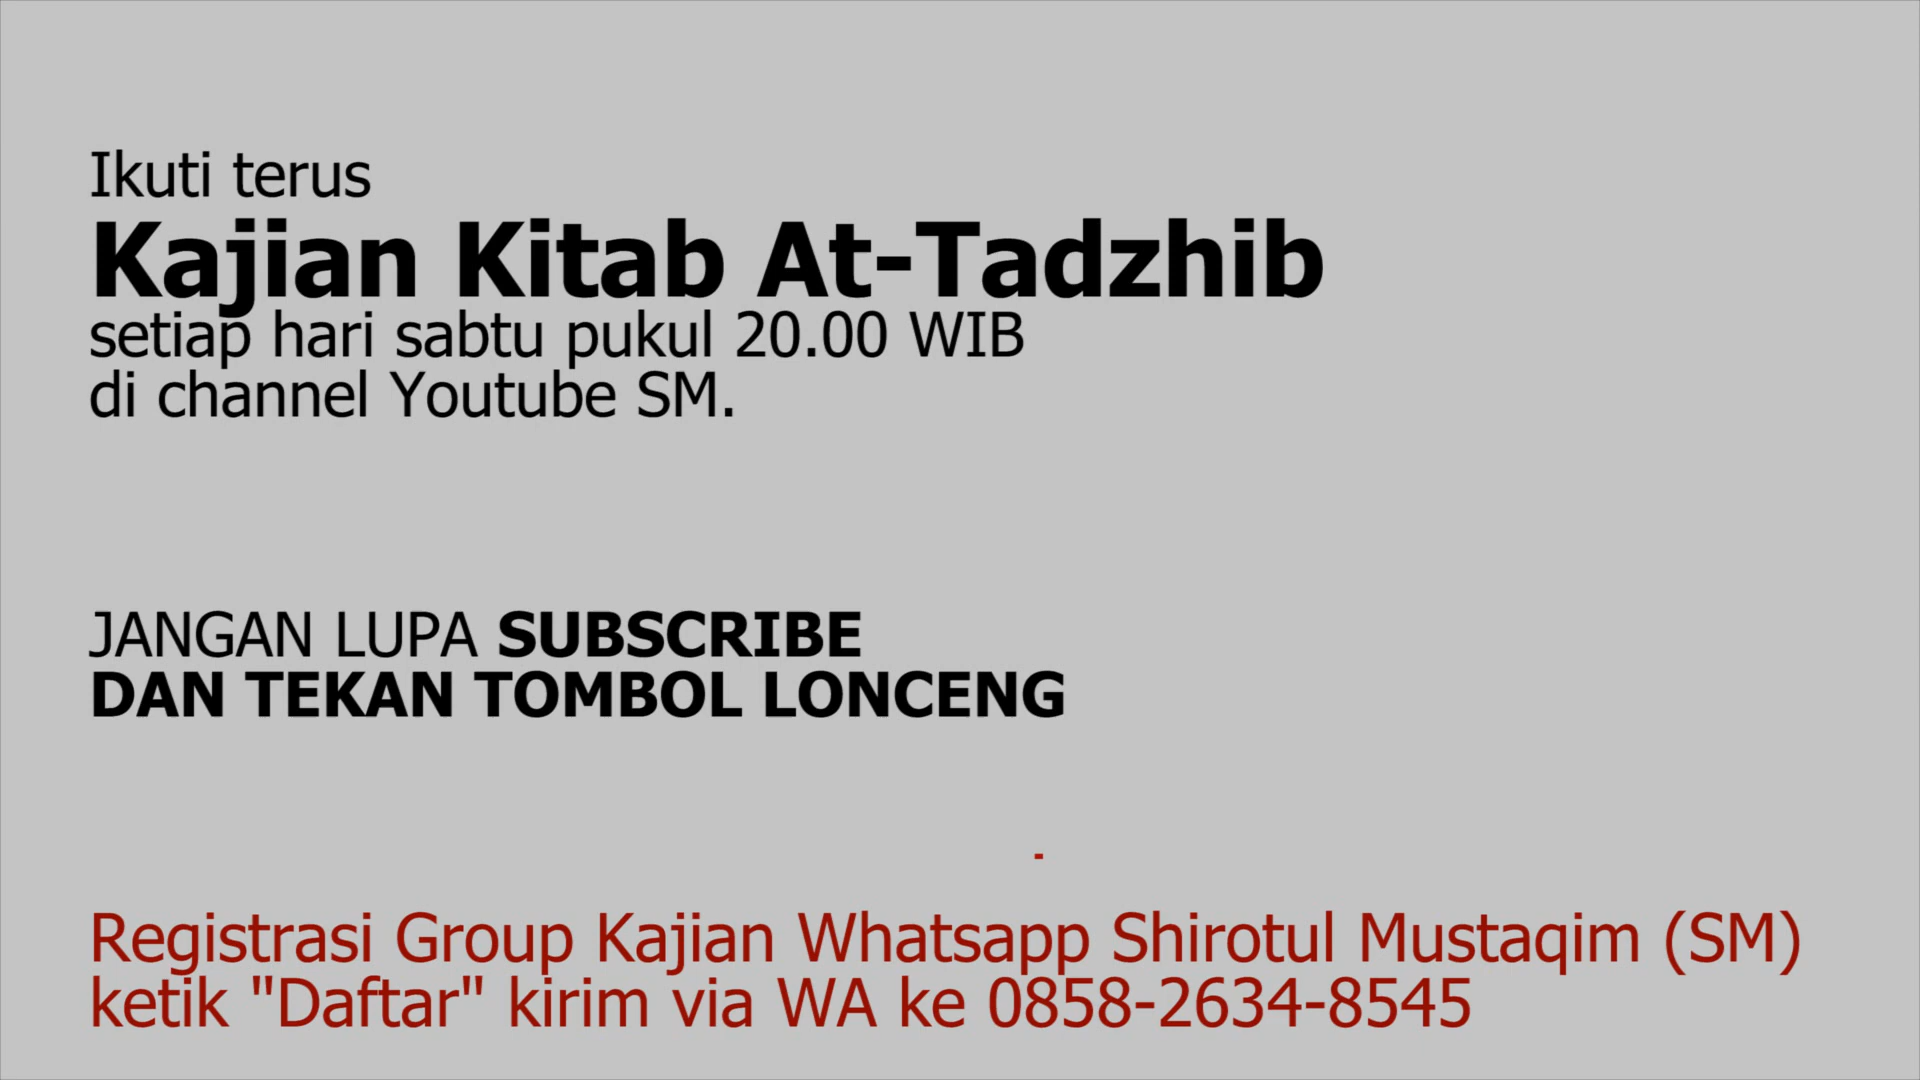 Ikuti terus
Kajian Kitab At-Tadzhib
setiap hari sabtu pukul 20.00 WIB
di channel Youtube SM.
JANGAN LUPA SUBSCRIBE
DAN TEKAN TOMBOL LONCENG
-
Registrasi Group Kajian Whatsapp Shirotul Mustaqim (SM)
ketik "Daftar" kirim via WA ke 0858-2634-8545